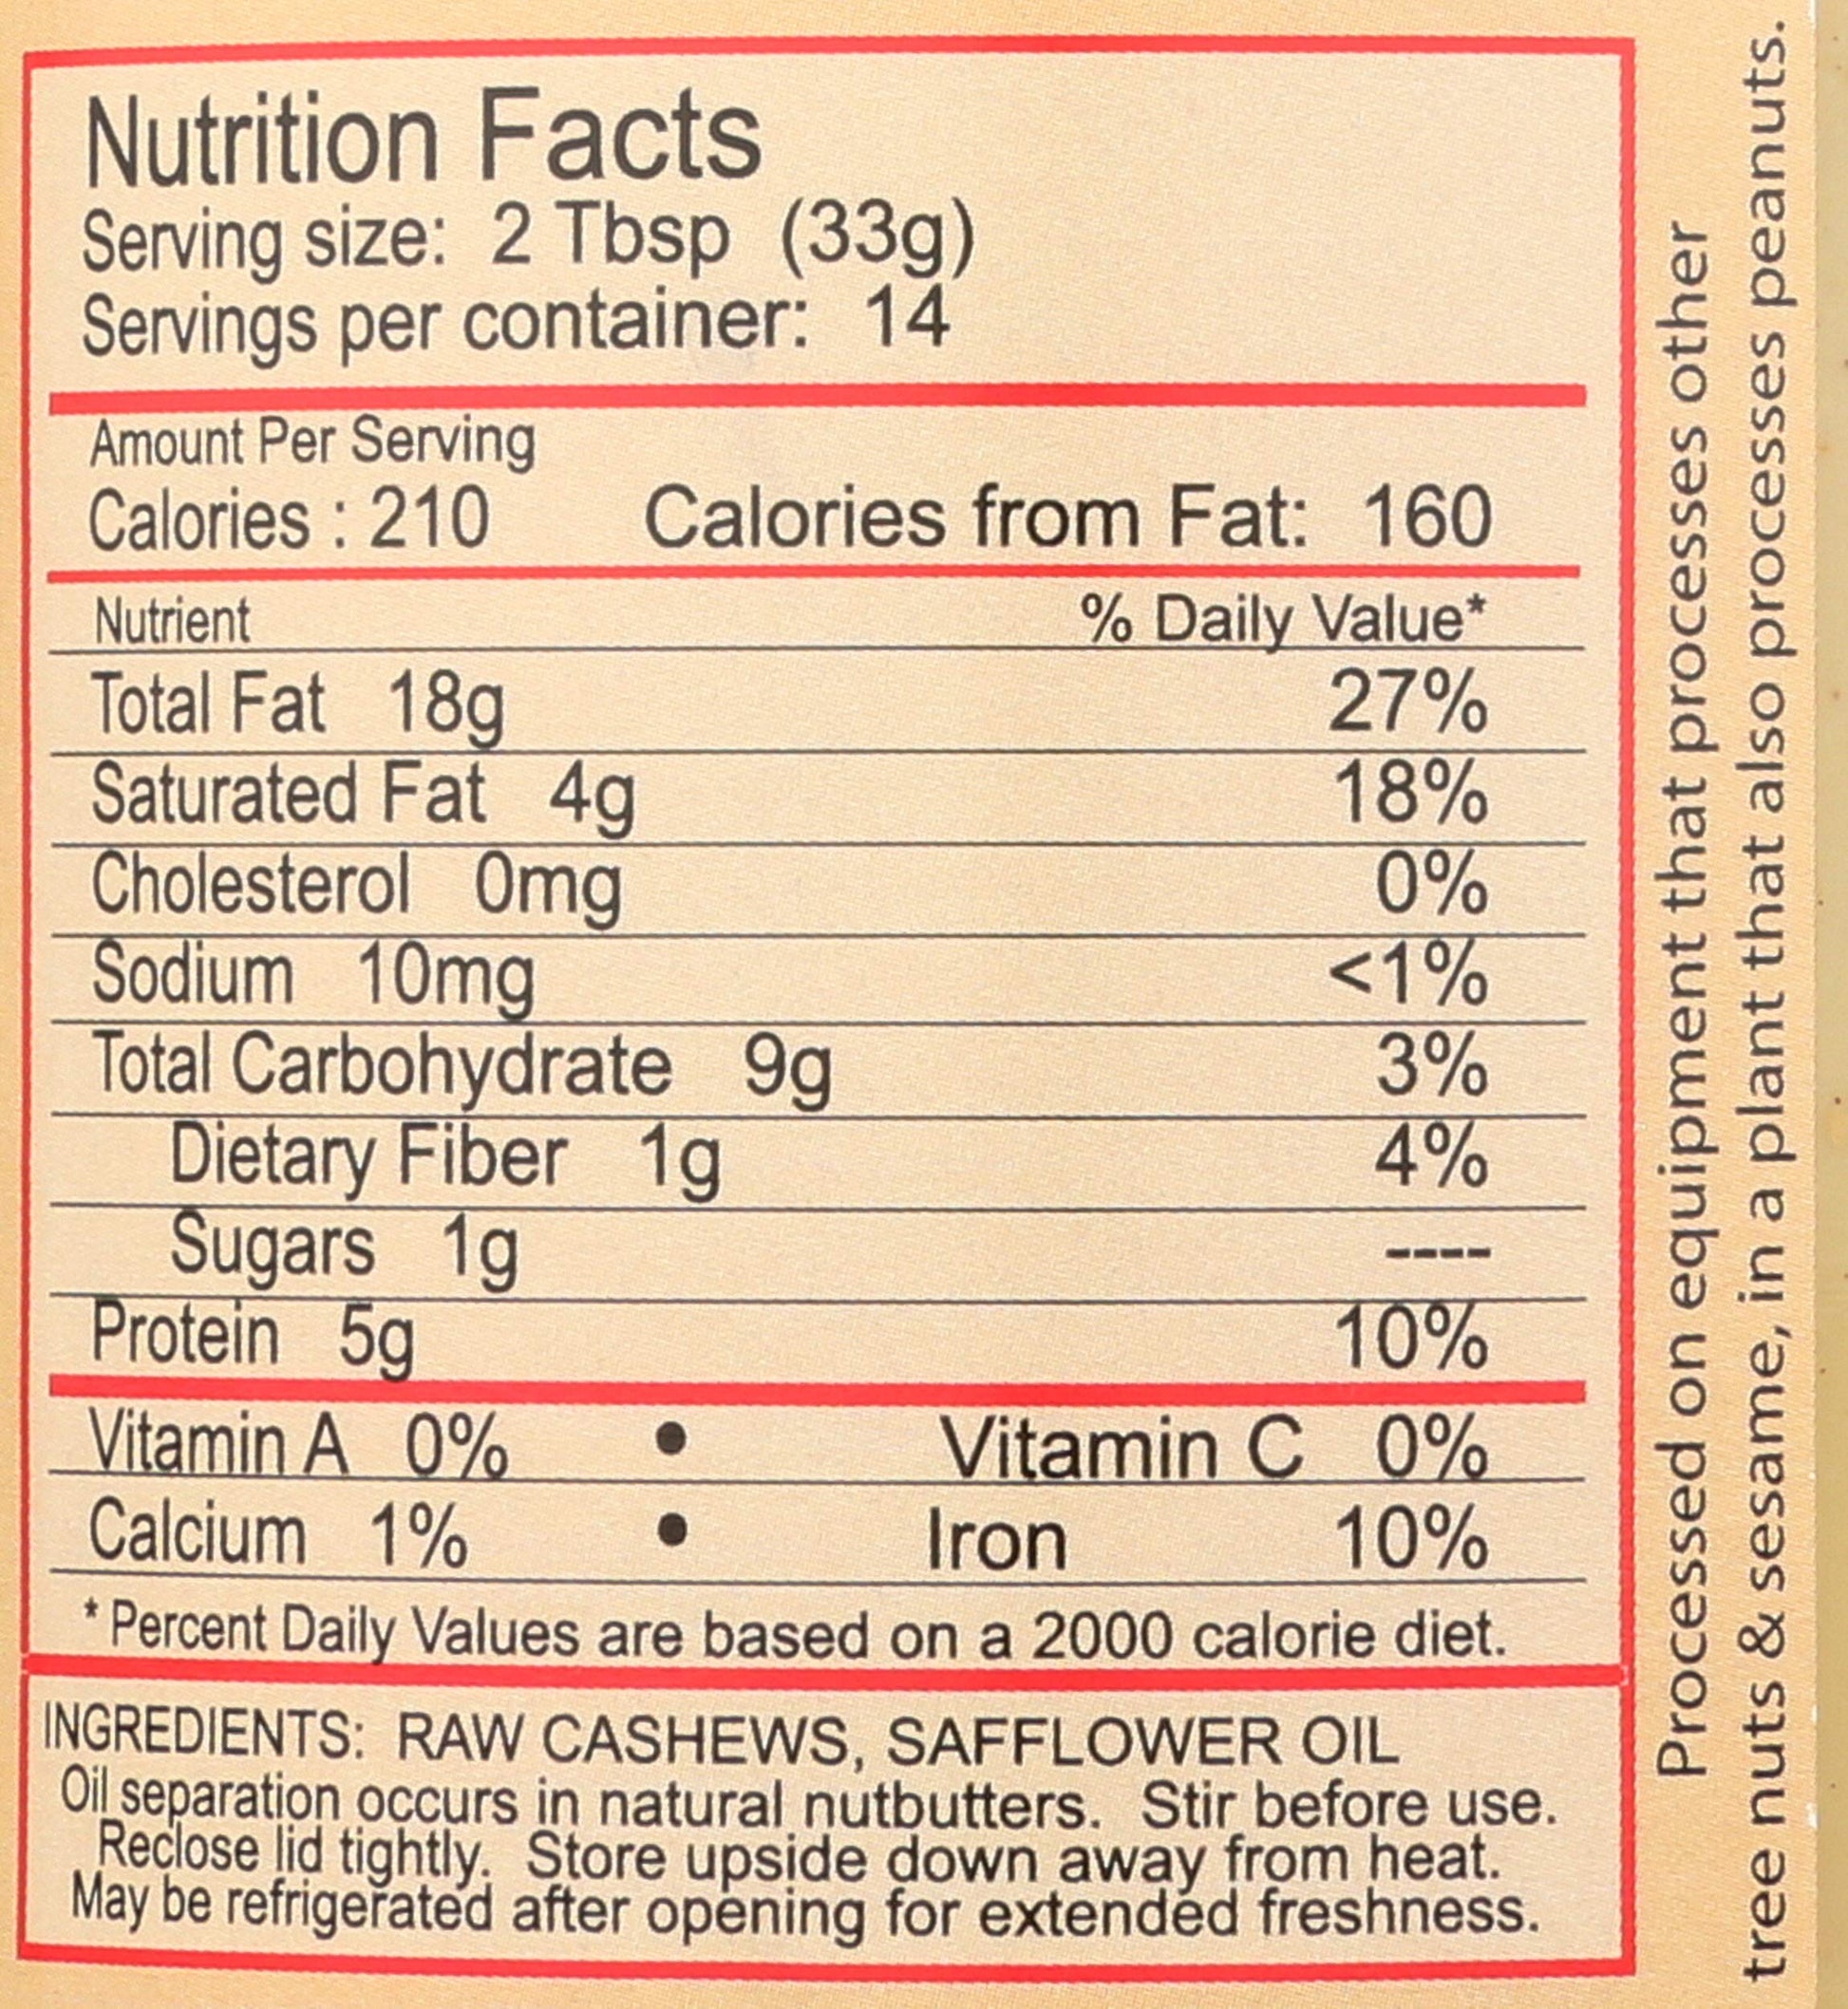 Nutrition Facts
Serving size: 2 Tbsp (33g)
Servings per container: 14
Amount Per Serving
Calories : 210 Calories from Fat: 160
Nutrient % Daily Value*
Total Fat 18g 27%
Saturated Fat 4g 18%
Cholesterol 0mg 0%
Sodium 10mg <1%
Total Carbohydrate 9g 3%
Dietary Fiber 1g 4%
Sugars 1g ----
Protein 5g 10%
Vitamin A 0% • Vitamin C 0%
Calcium 1% • Iron 10%
* Percent Daily Values are based on a 2000 calorie diet.
INGREDIENTS: RAW CASHEWS, SAFFLOWER OIL
Oil separation occurs in natural nutbutters. Stir before use.
Reclose lid tightly. Store upside down away from heat.
May be refrigerated after opening for extended freshness.
Processed on equipment that processes other
tree nuts & sesame, in a plant that also processes peanuts.